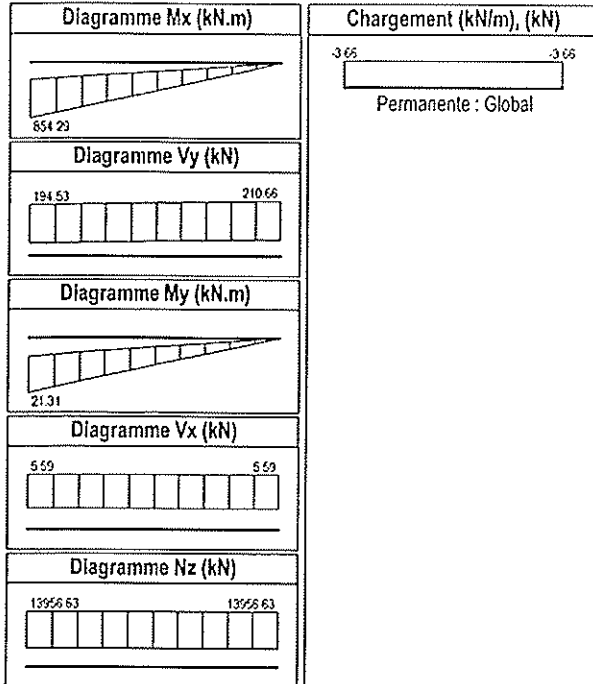 Diagramme Mx (kN.m)
854.29
Diagramme Vy (kN)
194.53 210.66
Diagramme My (kN.m)
21.31
Diagramme Vx (kN)
5.59 5.59
Diagramme Nz (kN)
13956.63 13956.63
Chargement (kN/m), (kN)
-3.66 -3.66
Permanente : Global